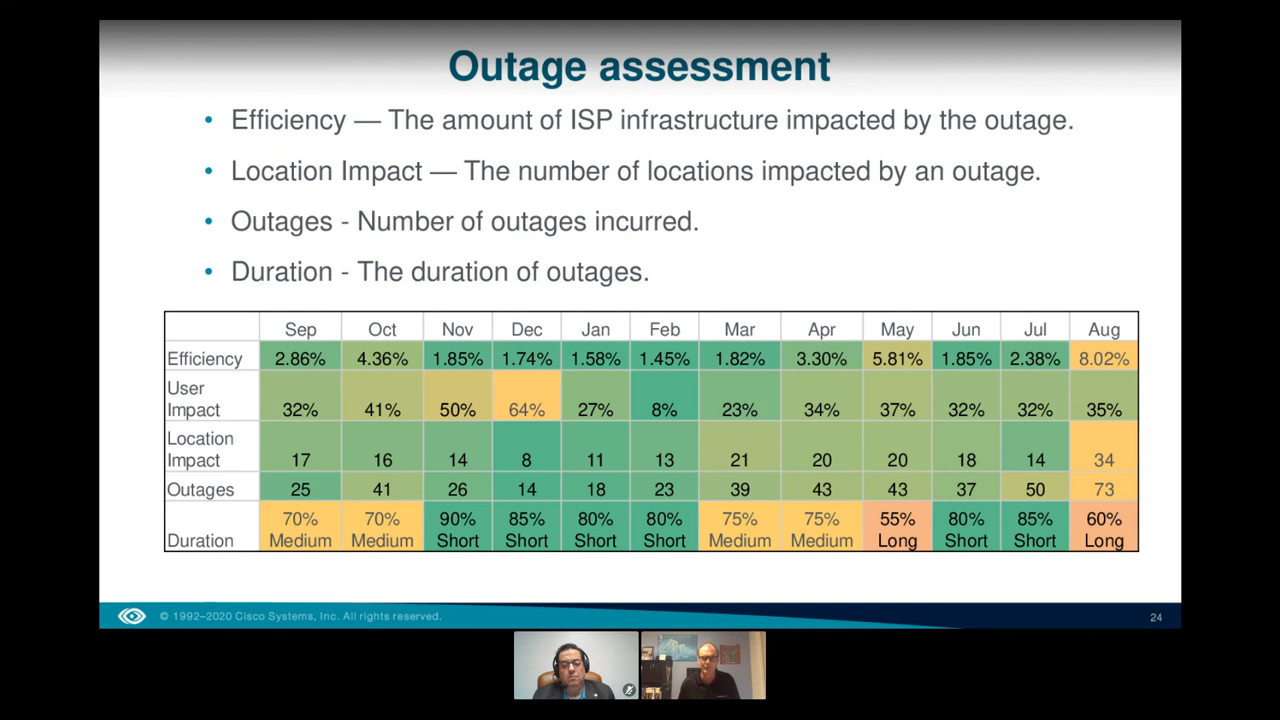 Outage assessment
• Efficiency — The amount of ISP infrastructure impacted by the outage.
• Location Impact — The number of locations impacted by an outage.
• Outages - Number of outages incurred.
• Duration - The duration of outages.
Sep Oct Nov Dec Jan Feb Mar Apr May Jun Jul Aug
Efficiency 2.86% 4.36% 1.85% 1.74% 1.58% 1.45% 1.82% 3.30% 5.81% 1.85% 2.38% 8.02%
User
Impact 32% 41% 50% 64% 27% 8% 23% 34% 37% 32% 32% 35%
Location
Impact 17 16 14 8 11 13 21 20 20 18 14 34
Outages 25 41 26 14 18 23 39 43 43 37 50 73
70% 70% 90% 85% 80% 80% 75% 75% 55% 80% 85% 60%
Duration Medium Medium Short Short Short Short Medium Medium Long Short Short Long
© 1992–2020 Cisco Systems, Inc. All rights reserved. 24